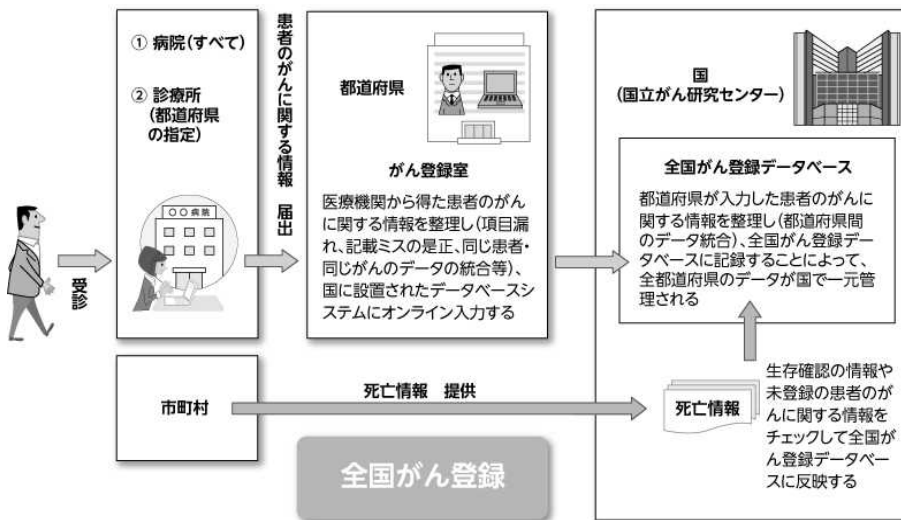 ① 病院(すべて)
② 診療所
(都道府県
の指定)
○○病院
受診
患者のがんに関する情報 届出
都道府県
がん登録室
医療機関から得た患者のがん
に関する情報を整理し(項目漏
れ、記載ミスの是正、同じ患者・
同じがんのデータの統合等)、
国に設置されたデータベースシ
ステムにオンライン入力する
国
(国立がん研究センター)
全国がん登録データベース
都道府県が入力した患者のがんに
関する情報を整理し(都道府県間
のデータ統合)、全国がん登録デー
タベースに記録することによって、
全都道府県のデータが国で一元管
理される
市町村
死亡情報 提供
死亡情報
生存確認の情報や
未登録の患者のが
んに関する情報を
チェックして全国が
ん登録データベー
スに反映する
全国がん登録